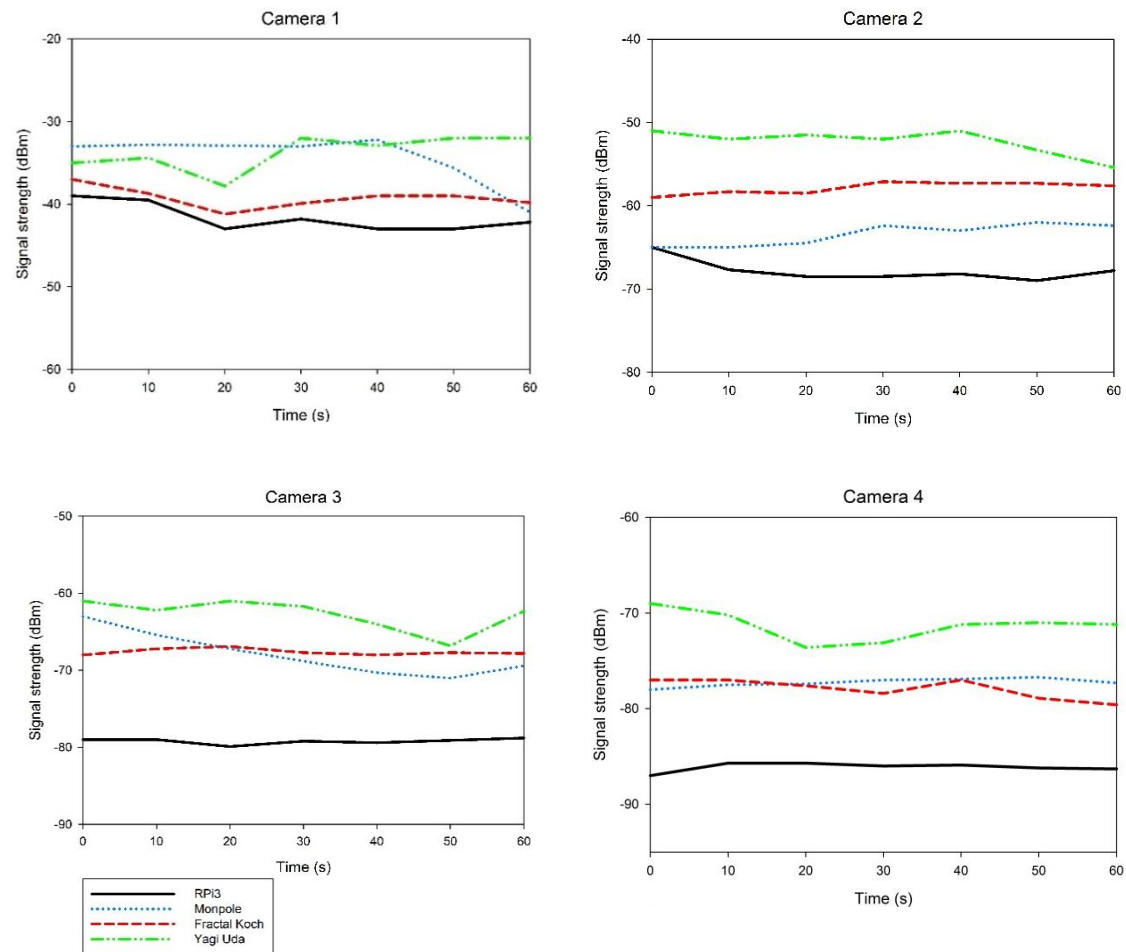 Camera 1
-20
-30
-40
-50
-60
Signal strength (dBm)
0 10 20 30 40 50 60
Time (s)
Camera 2
-40
-50
-60
-70
-80
Signal strength (dBm)
0 10 20 30 40 50 60
Time (s)
Camera 3
-50
-60
-70
-80
-90
Signal strength (dBm)
0 10 20 30 40 50 60
Time (s)
Camera 4
-60
-70
-80
-90
Signal strength (dBm)
0 10 20 30 40 50 60
Time (s)
RPi3
Monpole
Fractal Koch
Yagi Uda